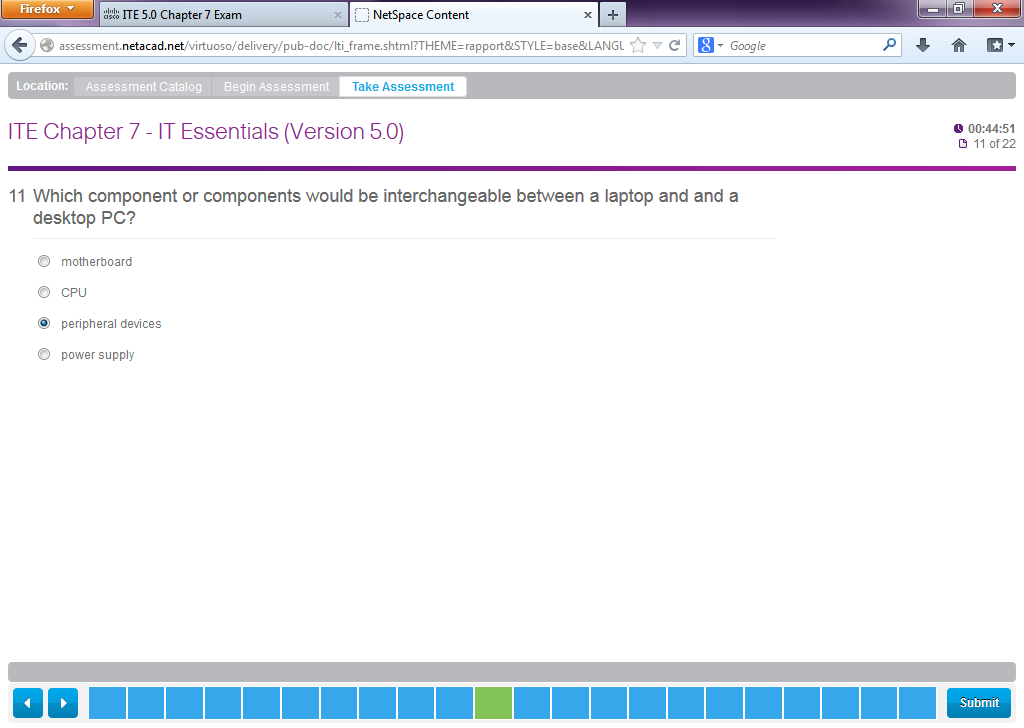 Firefox
cisco ITE 5.0 Chapter 7 Exam
NetSpace Content
assessment.netacad.net/virtuoso/delivery/pub-doc/lti_frame.shtml?THEME=rapport&STYLE=base&LANGU
8 Google
Location: Assessment Catalog Begin Assessment Take Assessment
ITE Chapter 7 - IT Essentials (Version 5.0)
00:44:51
11 of 22
11 Which component or components would be interchangeable between a laptop and and a
desktop PC?
motherboard
CPU
peripheral devices
power supply
Submit